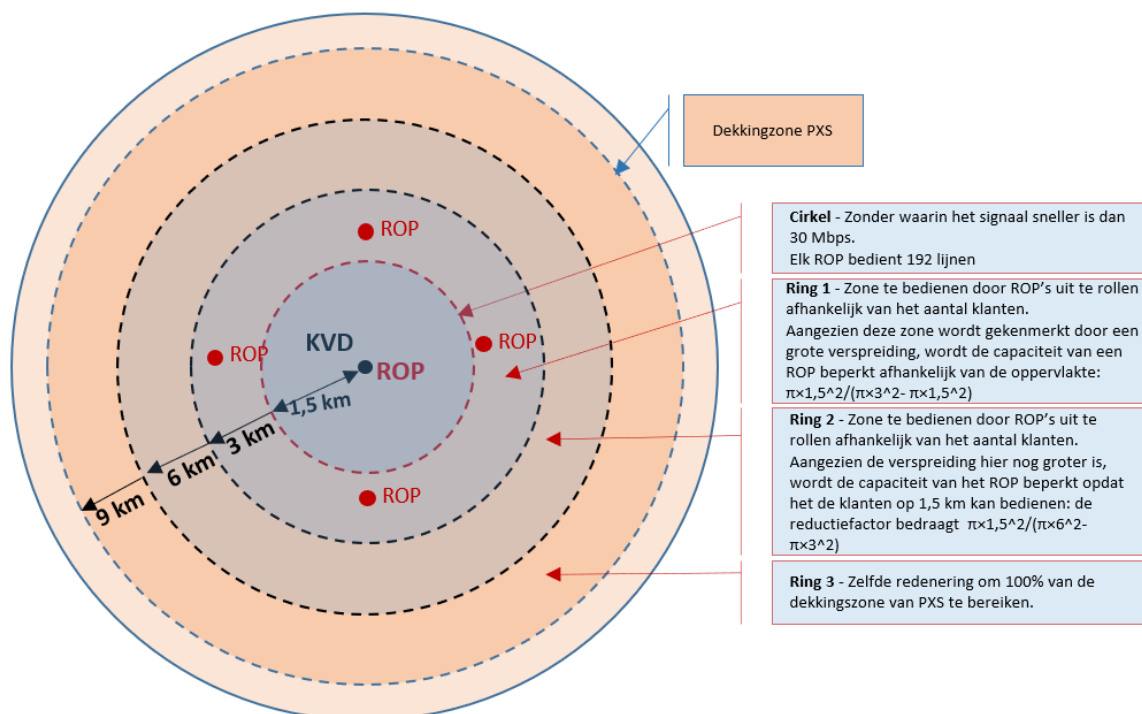 Dekkingzone PXS
Cirkel - Zonder waarin het signaal sneller is dan
30 Mbps.
Elk ROP bedient 192 lijnen
Ring 1 - Zone te bedienen door ROP's uit te rollen
afhankelijk van het aantal klanten.
Aangezien deze zone wordt gekenmerkt door een
grote verspreiding, wordt de capaciteit van een
ROP beperkt afhankelijk van de oppervlakte:
π×1,5^2/(π×3^2- π×1,5^2)
Ring 2 - Zone te bedienen door ROP's uit te
rollen afhankelijk van het aantal klanten.
Aangezien de verspreiding hier nog groter is,
wordt de capaciteit van het ROP beperkt opdat
het de klanten op 1,5 km kan bedienen: de
reductiefactor bedraagt π×1,5^2/(π×6^2-
π×3^2)
Ring 3 - Zelfde redenering om 100% van de
dekkingszone van PXS te bereiken.
ROP
ROP
KVD
ROP
ROP
1,5 km
3 km
6 km
9 km
ROP